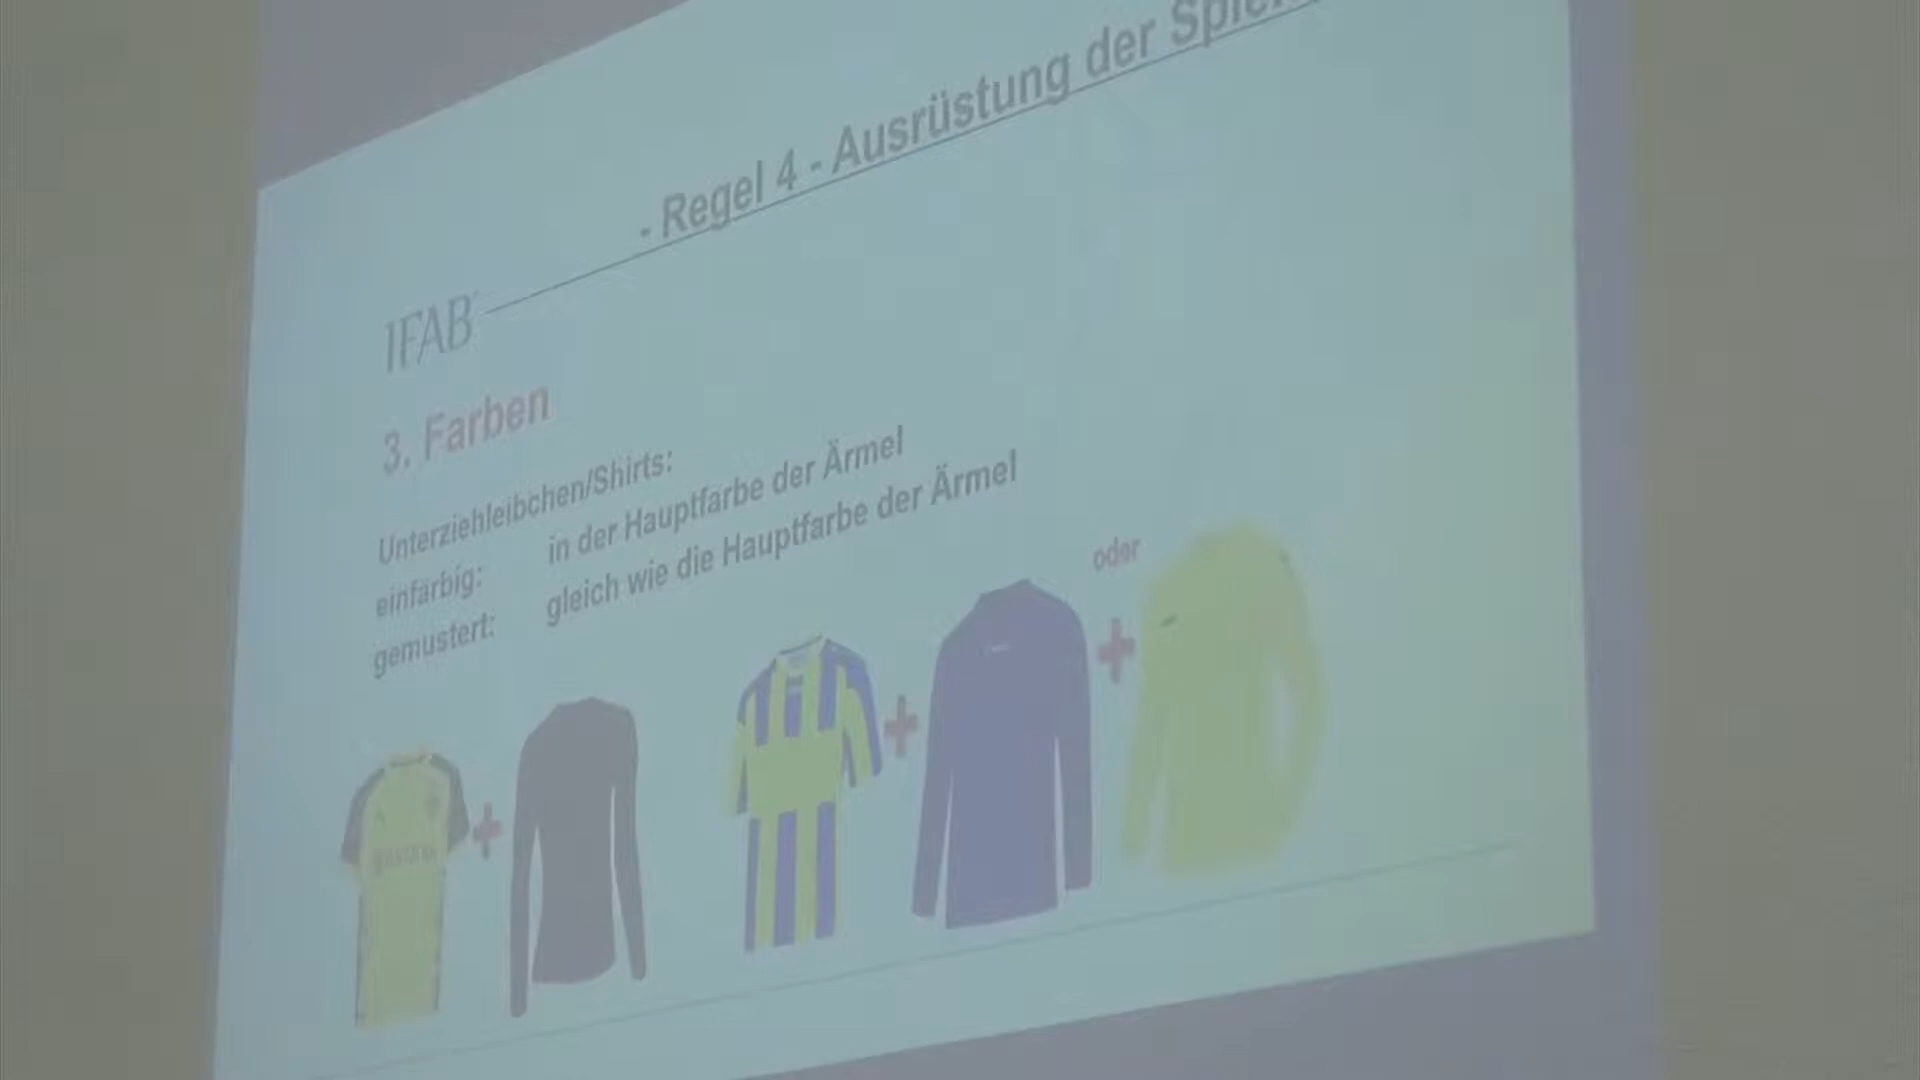 - Regel 4 - Ausrüstung der
IFAB
3. Farben
Unterziehleibchen/Shirts:
einfärbig: in der Hauptfarbe der Ärmel
gemustert: gleich wie die Hauptfarbe der Ärmel
oder